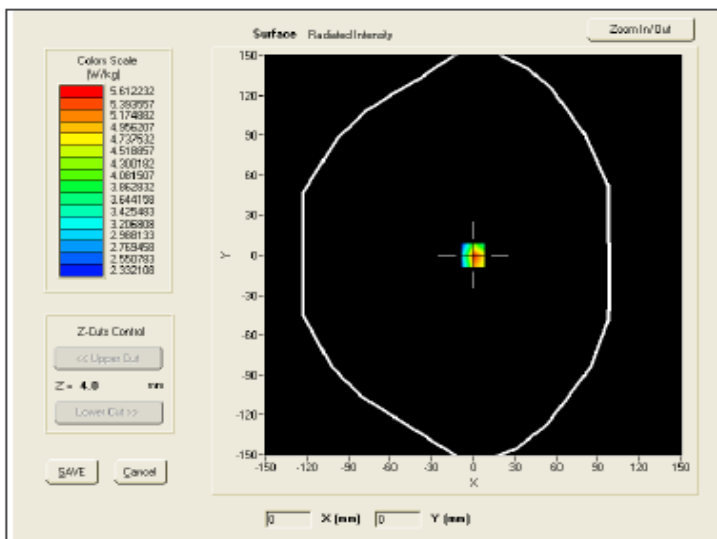 Surface Radiated Intensity
Zoom In/Out
Colors Scale
(W/kg)
5.612232
5.393557
5.174882
4.956207
4.737532
4.518857
4.300182
4.081507
3.862832
3.644158
3.425483
3.206808
2.988133
2.769458
2.550783
2.332108
Z-Cuts Control
<< Upper Cut
Z = 4.0 mm
Lower Cut >>
SAVE Cancel
150
120
90
60
30
0
-30
-60
-90
-120
-150
Y
-150 -120 -90 -60 -30 0 30 60 90 120 150
X
0 X (mm) 0 Y (mm)